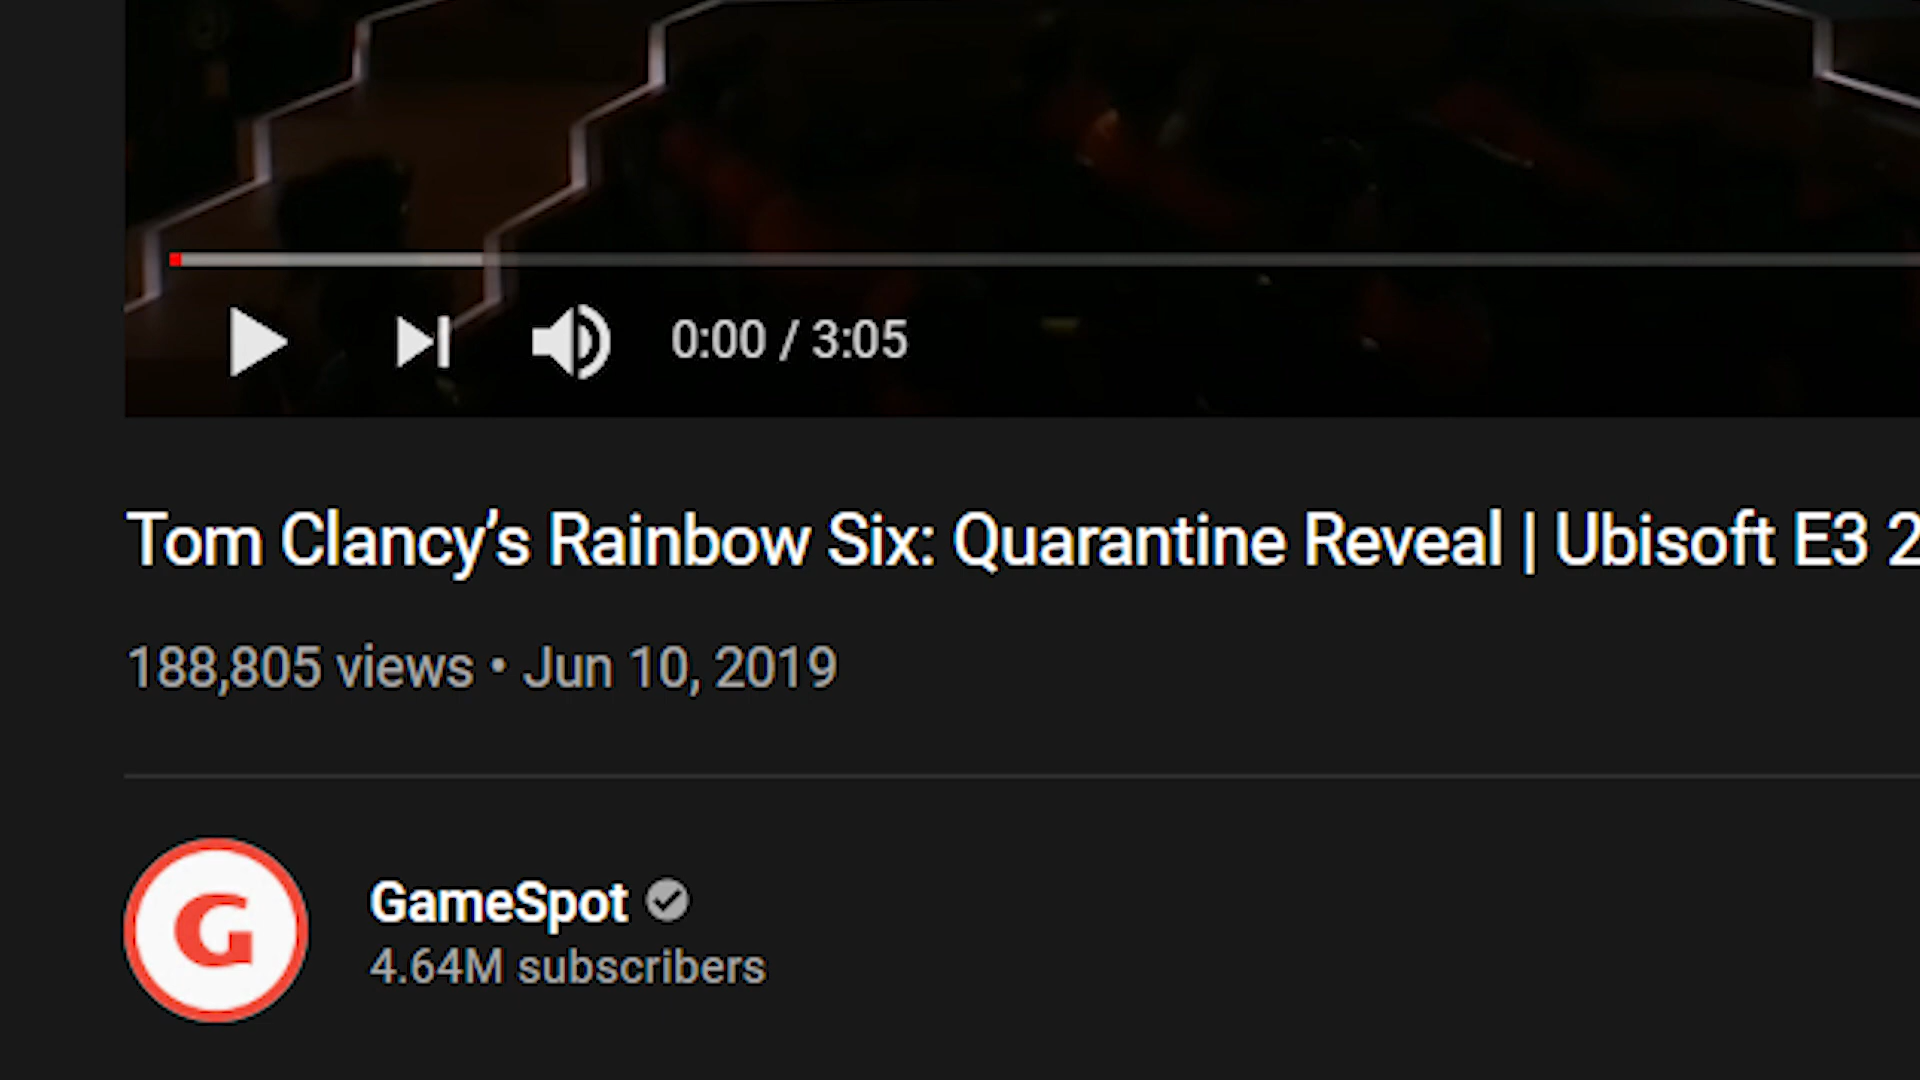 0:00 / 3:05
Tom Clancy’s Rainbow Six: Quarantine Reveal | Ubisoft E3 2
188,805 views • Jun 10, 2019
G
GameSpot
4.64M subscribers